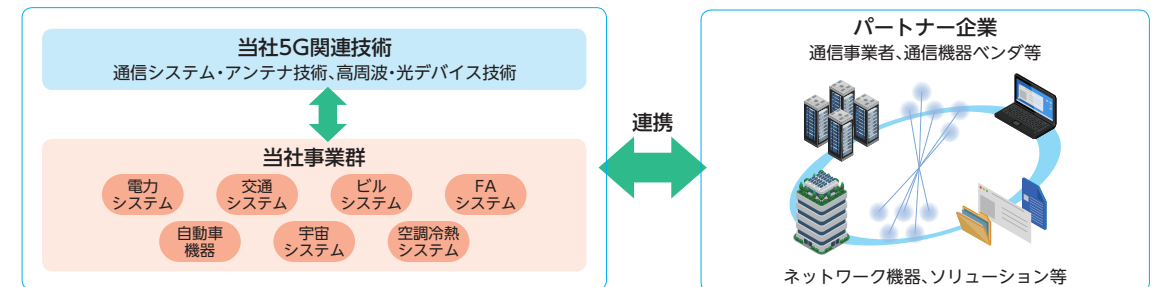 当社5G関連技術
通信システム・アンテナ技術、高周波・光デバイス技術
当社事業群
電力
システム
交通
システム
ビル
システム
FA
システム
自動車
機器
宇宙
システム
空調冷熱
システム
連携
パートナー企業
通信事業者、通信機器ベンダ等
ネットワーク機器、ソリューション等